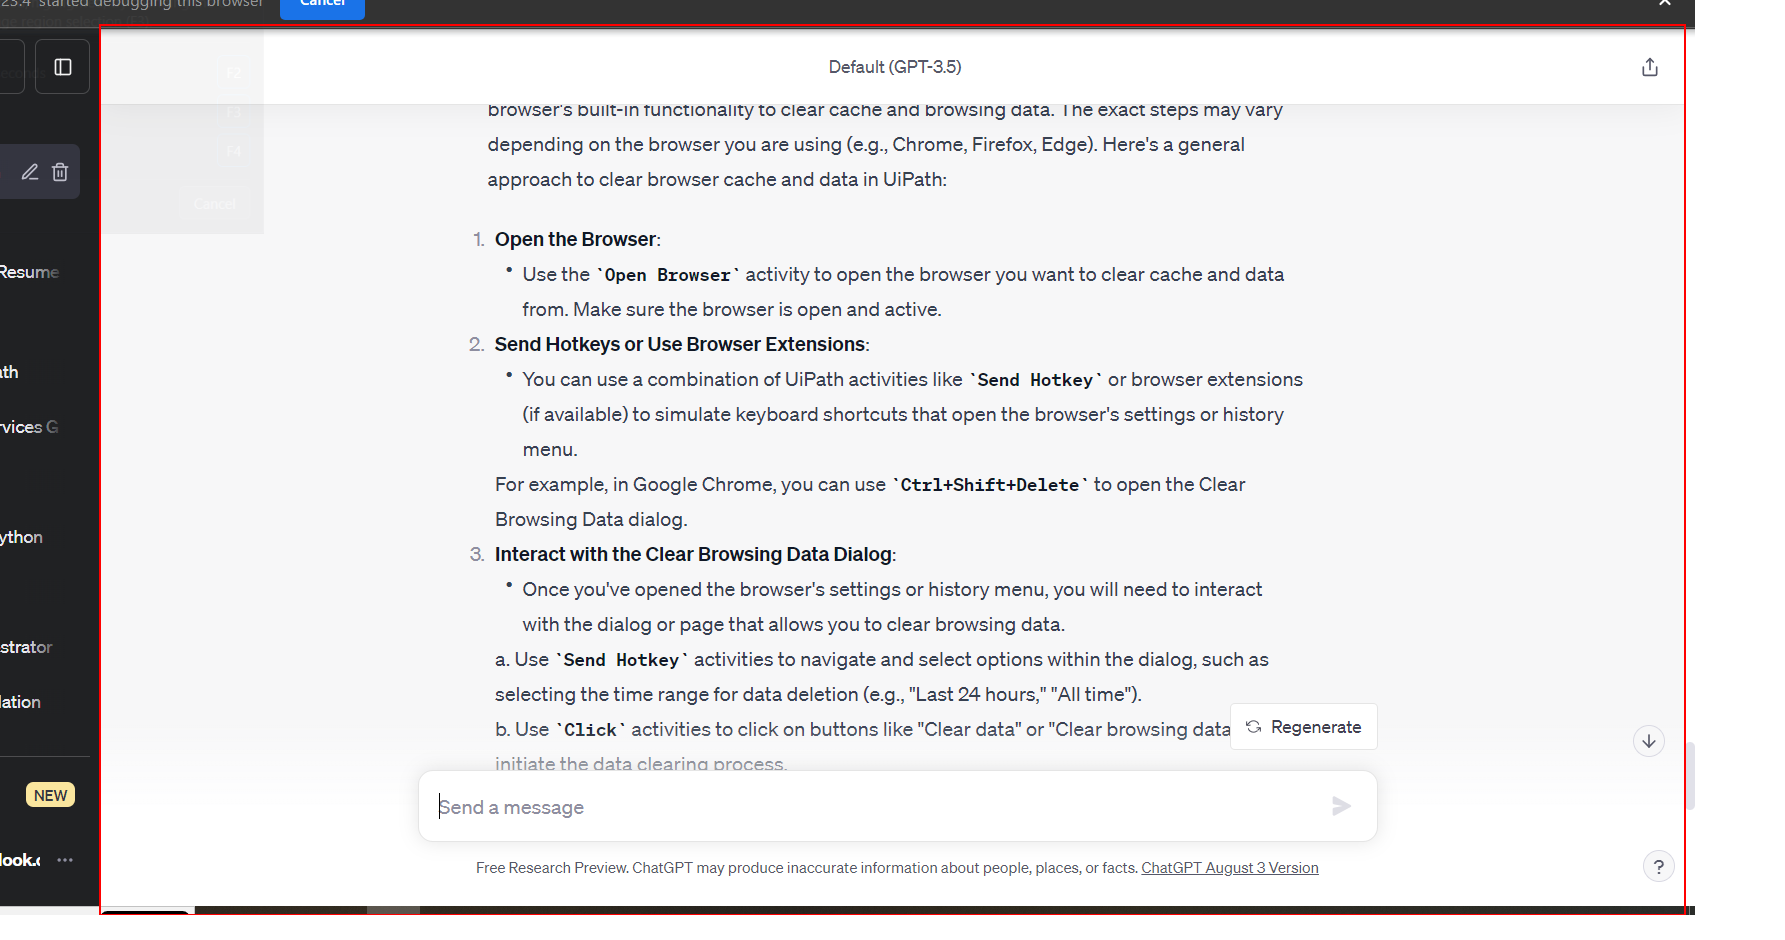 started debugging this browser
Cancel
Default (GPT-3.5)
F2
F3
F4
Cancel
browser's built-in functionality to clear cache and browsing data. The exact steps may vary
depending on the browser you are using (e.g., Chrome, Firefox, Edge). Here's a general
approach to clear browser cache and data in UiPath:
1. Open the Browser:
• Use the `Open Browser` activity to open the browser you want to clear cache and data
from. Make sure the browser is open and active.
2. Send Hotkeys or Use Browser Extensions:
• You can use a combination of UiPath activities like `Send Hotkey` or browser extensions
(if available) to simulate keyboard shortcuts that open the browser's settings or history
menu.
For example, in Google Chrome, you can use `Ctrl+Shift+Delete` to open the Clear
Browsing Data dialog.
3. Interact with the Clear Browsing Data Dialog:
• Once you've opened the browser's settings or history menu, you will need to interact
with the dialog or page that allows you to clear browsing data.
a. Use `Send Hotkey` activities to navigate and select options within the dialog, such as
selecting the time range for data deletion (e.g., "Last 24 hours," "All time").
b. Use `Click` activities to click on buttons like "Clear data" or "Clear browsing data
initiate the data clearing process.
Regenerate
Send a message
Free Research Preview. ChatGPT may produce inaccurate information about people, places, or facts. ChatGPT August 3 Version
?
Resume
ath
rvices G
ython
strator
lation
NEW
look.c ...